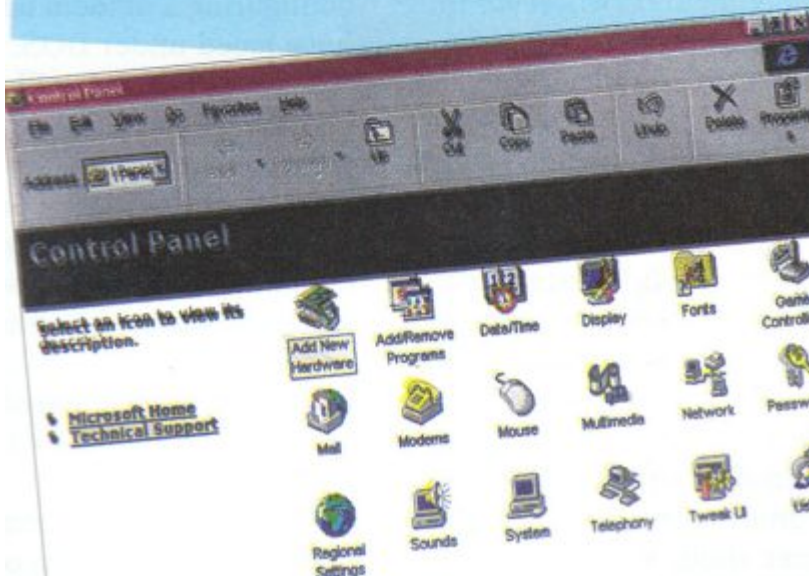 Control Panel
File Edit View Go Favorites Help
Address
Up Cut Copy Paste Undo Delete
Control Panel
Select an icon to view its
description.
Microsoft Home
Technical Support
Add New
Hardware
Add/Remove
Programs
Date/Time
Display
Fonts
Mail
Modems
Mouse
Multimedia
Network
Regional
Settings
Sounds
System
Telephony
Tweak UI